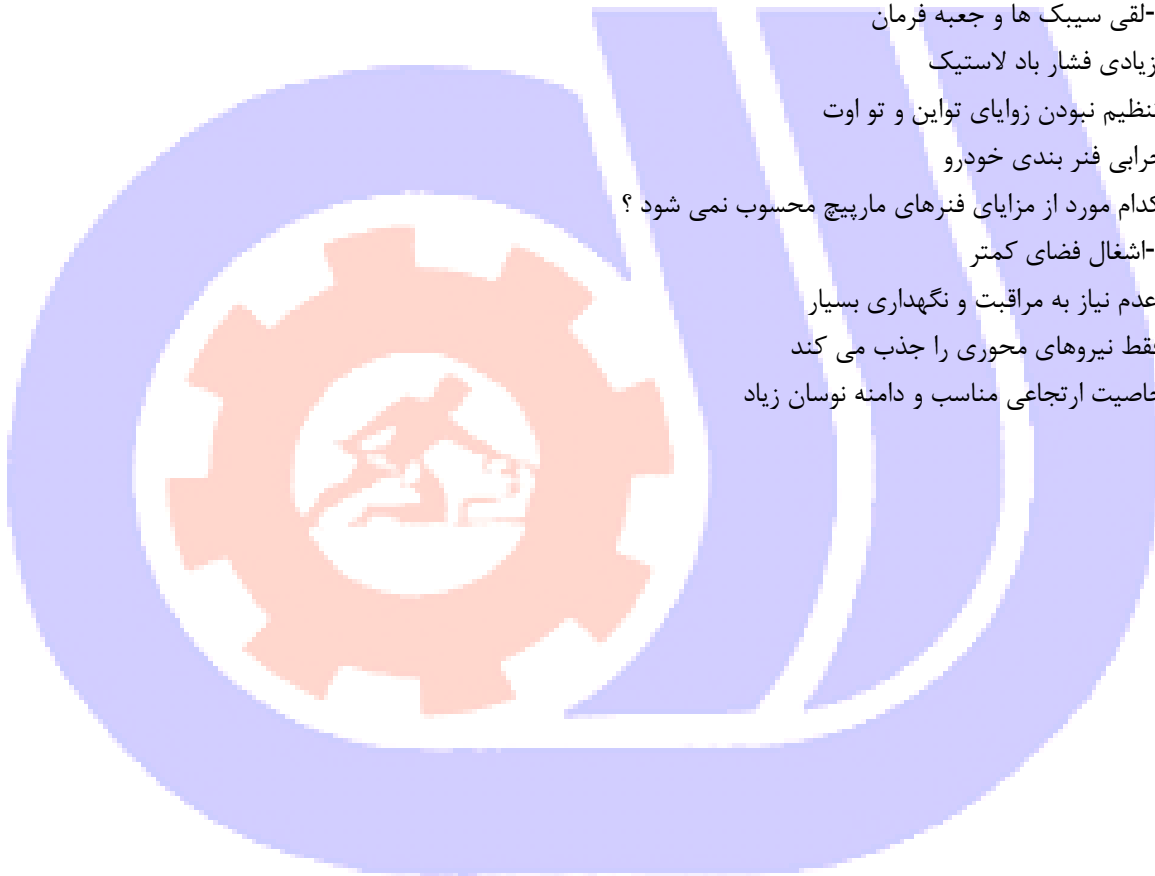 -لقی سیبک ها و جعبه فرمان
زیادی فشار باد لاستیک
تنظیم نبودن زوایای تواین و تو اوت
خرابی فنر بندی خودرو
کدام مورد از مزایای فنرهای مارپیچ محسوب نمی شود ؟
-اشغال فضای کمتر
عدم نیاز به مراقبت و نگهداری بسیار
فقط نیروهای محوری را جذب می کند
خاصیت ارتجاعی مناسب و دامنه نوسان زیاد